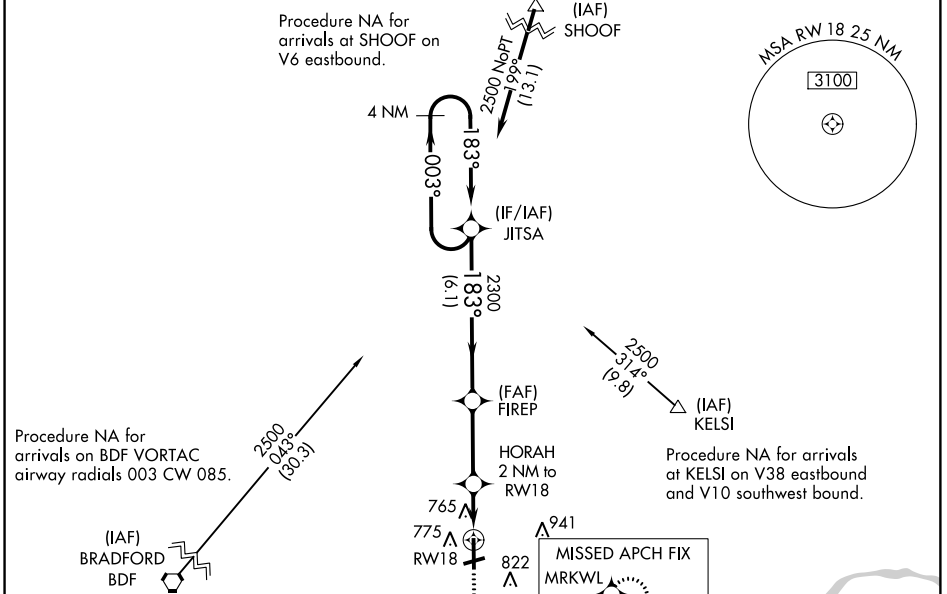 Procedure NA for
arrivals at SHOOF on
V6 eastbound.
(IAF)
SHOOF
2500 NoPT
199°
(13.1)
MSA RW 18 25 NM
3100
4 NM
183°
003°
(IF/IAF)
JITSA
2300
183°
(6.1)
2500
314°
(9.8)
(IAF)
KELSI
2500
043°
(30.3)
(FAF)
FIREP
Procedure NA for
arrivals on BDF VORTAC
airway radials 003 CW 085.
HORAH
2 NM to
RW18
Procedure NA for arrivals
at KELSI on V38 eastbound
and V10 southwest bound.
765
775
RW18
941
822
(IAF)
BRADFORD
BDF
MISSED APCH FIX
MRKWL